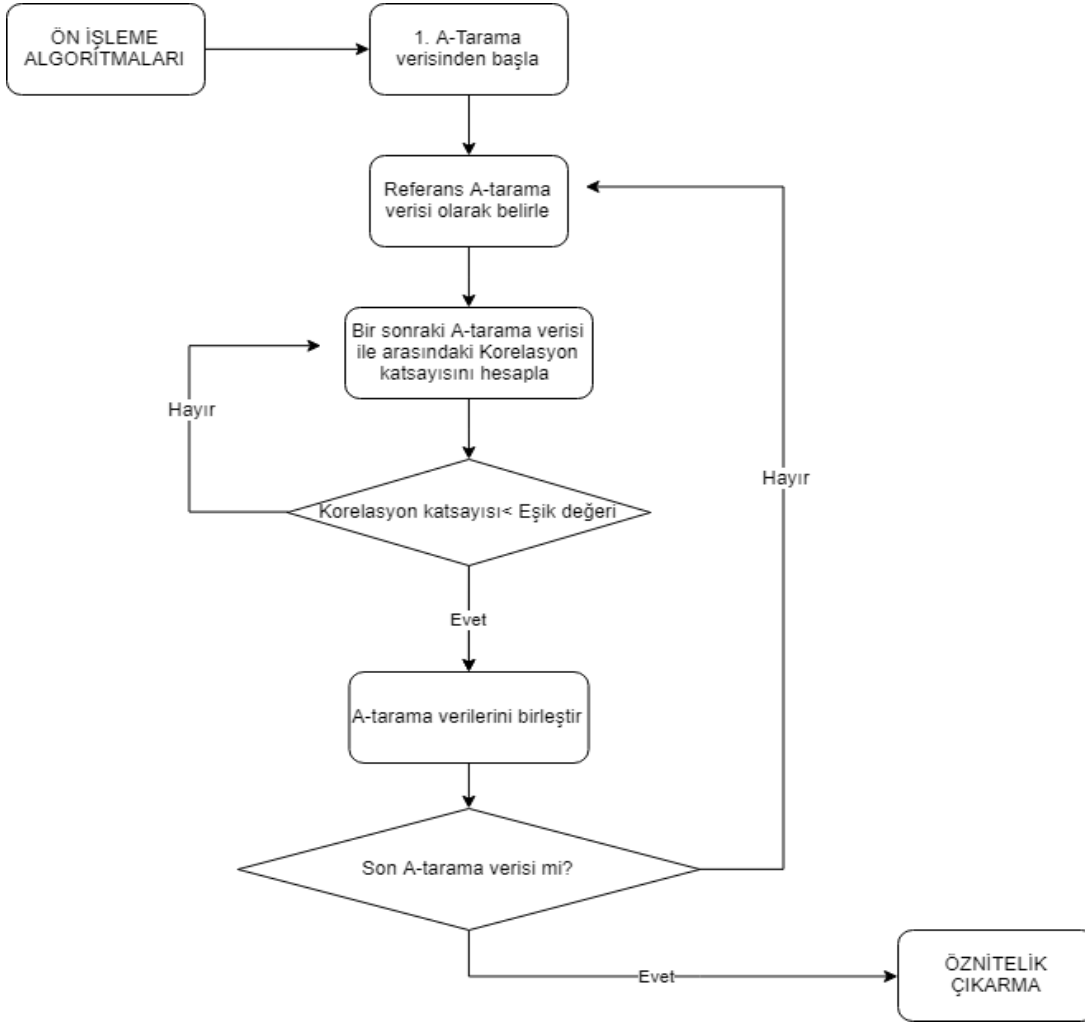 ÖN İŞLEME
ALGORİTMALARI
1. A-Tarama
verisinden başla
Referans A-tarama
verisi olarak belirle
Bir sonraki A-tarama verisi
ile arasındaki Korelasyon
katsayısını hesapla
Hayır
Korelasyon katsayısı< Eşik değeri
Hayır
Evet
A-tarama verilerini birleştir
Son A-tarama verisi mi?
Evet
ÖZNİTELİK
ÇIKARMA